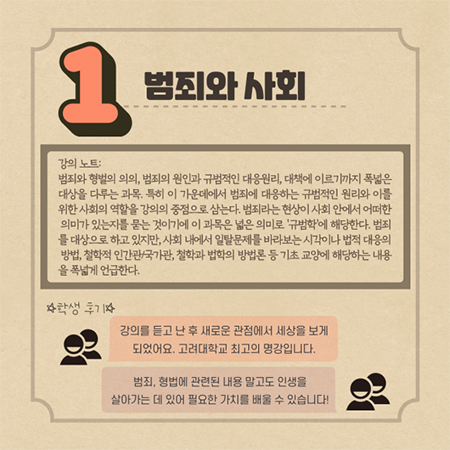 1 범죄와 사회
강의 노트:
범죄와 형벌의 의의, 범죄의 원인과 규범적인 대응원리, 대책에 이르기까지 폭넓은
대상을 다루는 과목. 특히 이 가운데에서 범죄에 대응하는 규범적인 원리와 이를
위한 사회의 역할을 강의의 중점으로 삼는다. 범죄라는 현상이 사회 안에서 어떠한
의미가 있는지를 묻는 것이기에 이 과목은 넓은 의미로 '규범학'에 해당한다. 범죄
를 대상으로 하고 있지만, 사회 내에서 일탈문제를 바라보는 시각이나 법적 대응의
방법, 철학적 인간관/국가관, 철학과 법학의 방법론 등 기초 교양에 해당하는 내용
을 폭넓게 언급한다.
☆학생 후기☆
강의를 듣고 난 후 새로운 관점에서 세상을 보게
되었어요. 고려대학교 최고의 명강입니다.
범죄, 형법에 관련된 내용 말고도 인생을
살아가는 데 있어 필요한 가치를 배울 수 있습니다!